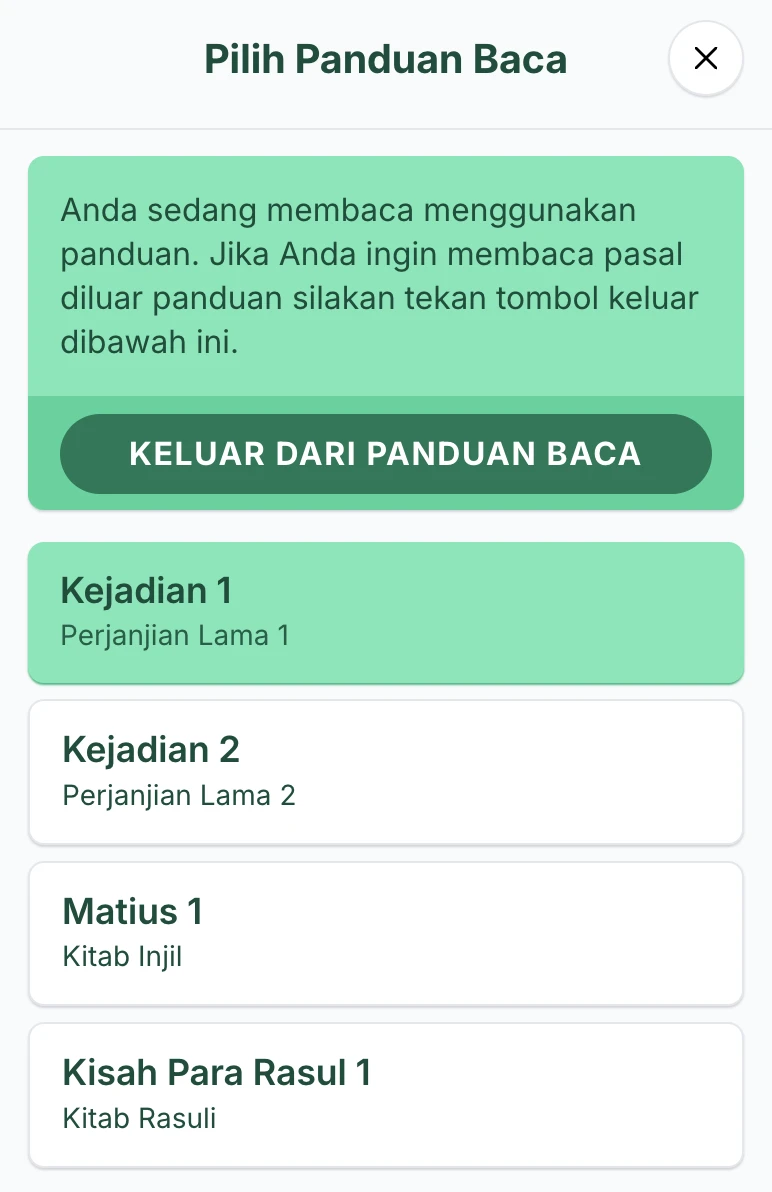 Pilih Panduan Baca
Anda sedang membaca menggunakan
panduan. Jika Anda ingin membaca pasal
diluar panduan silakan tekan tombol keluar
dibawah ini.
KELUAR DARI PANDUAN BACA
Kejadian 1
Perjanjian Lama 1
Kejadian 2
Perjanjian Lama 2
Matius 1
Kitab Injil
Kisah Para Rasul 1
Kitab Rasuli